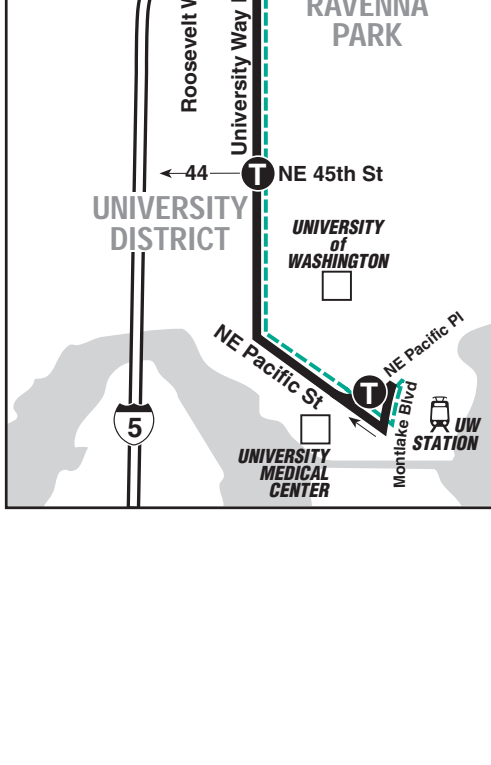 RAVENNA
PARK
Roosevelt
University Way
44
T
NE 45th St
UNIVERSITY
DISTRICT
UNIVERSITY
of
WASHINGTON
NE Pacific St
NE Pacific Pl
T
Montlake Blvd
5
UW
STATION
UNIVERSITY
MEDICAL
CENTER